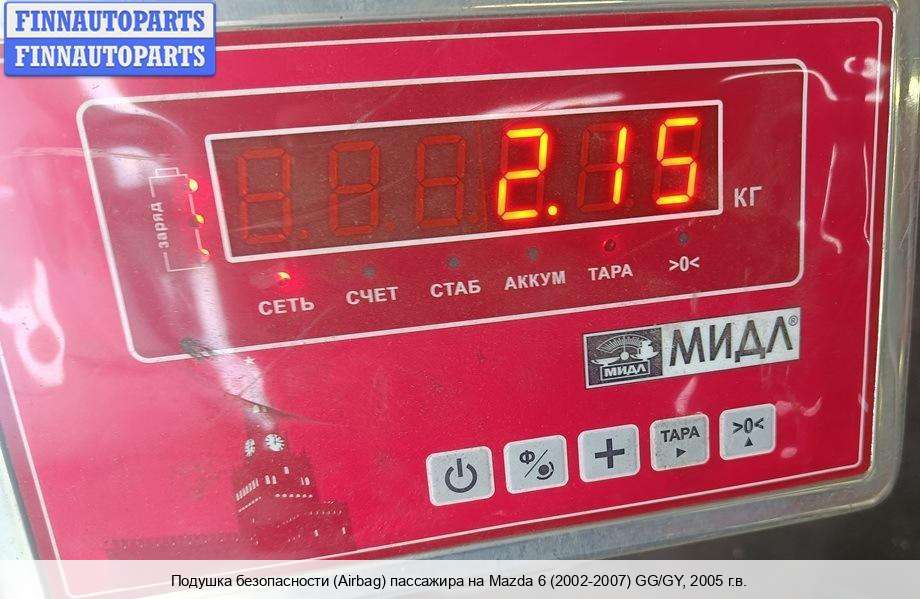 FINNAUTOPARTS
FINNAUTOPARTS
2.15
КГ
заряд
СЕТЬ СЧЕТ СТАБ АККУМ ТАРА >0<
МИДЛ МИДЛ®
Ф/ + ТАРА >0<
Подушка безопасности (Airbag) пассажира на Mazda 6 (2002-2007) GG/GY, 2005 г.в.